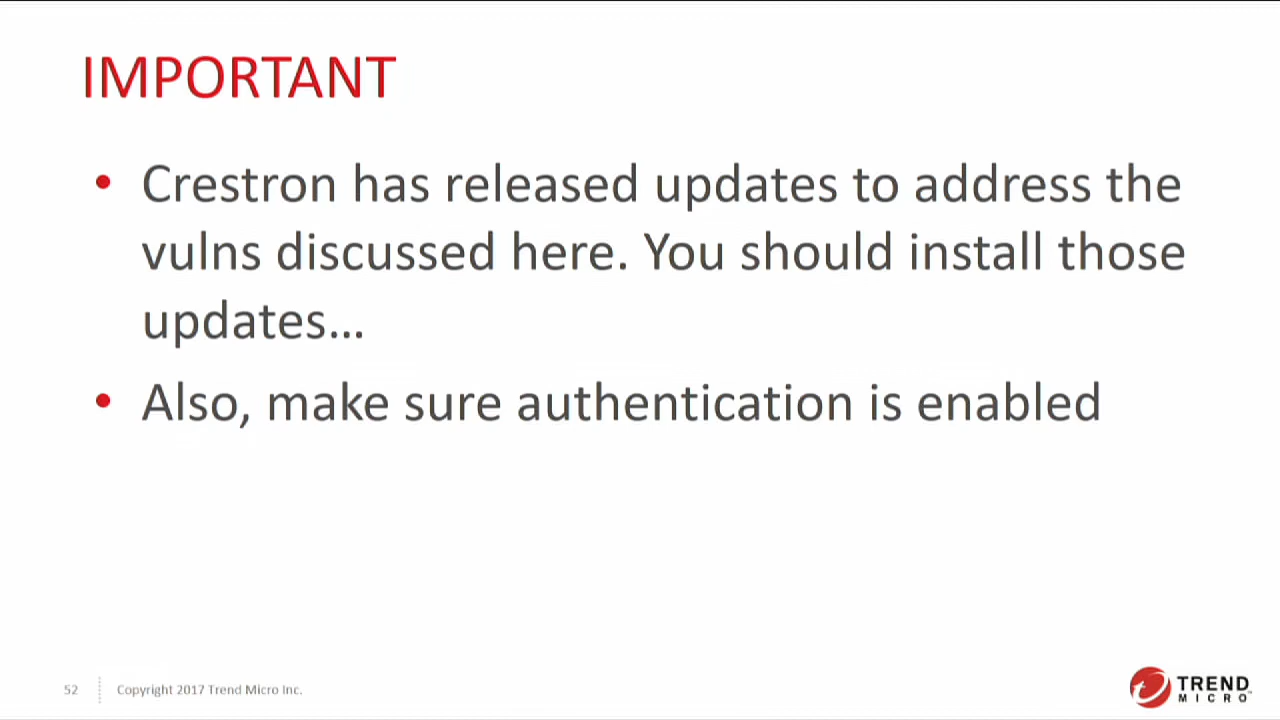 IMPORTANT
• Crestron has released updates to address the
vulns discussed here. You should install those
updates…
• Also, make sure authentication is enabled
52
Copyright 2017 Trend Micro Inc.
TREND
MICRO™